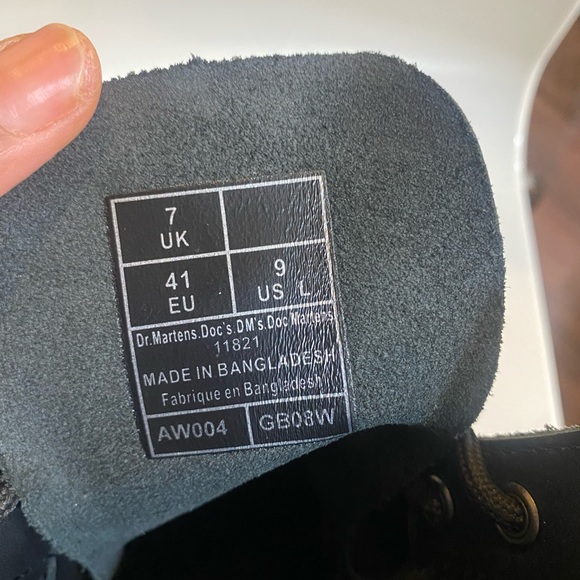 7
UK
41 9
EU US L
Dr.Martens.Doc's.DM's.Doc Martens
11821
MADE IN BANGLADESH
Fabrique en Bangladesh
AW004 GB08W